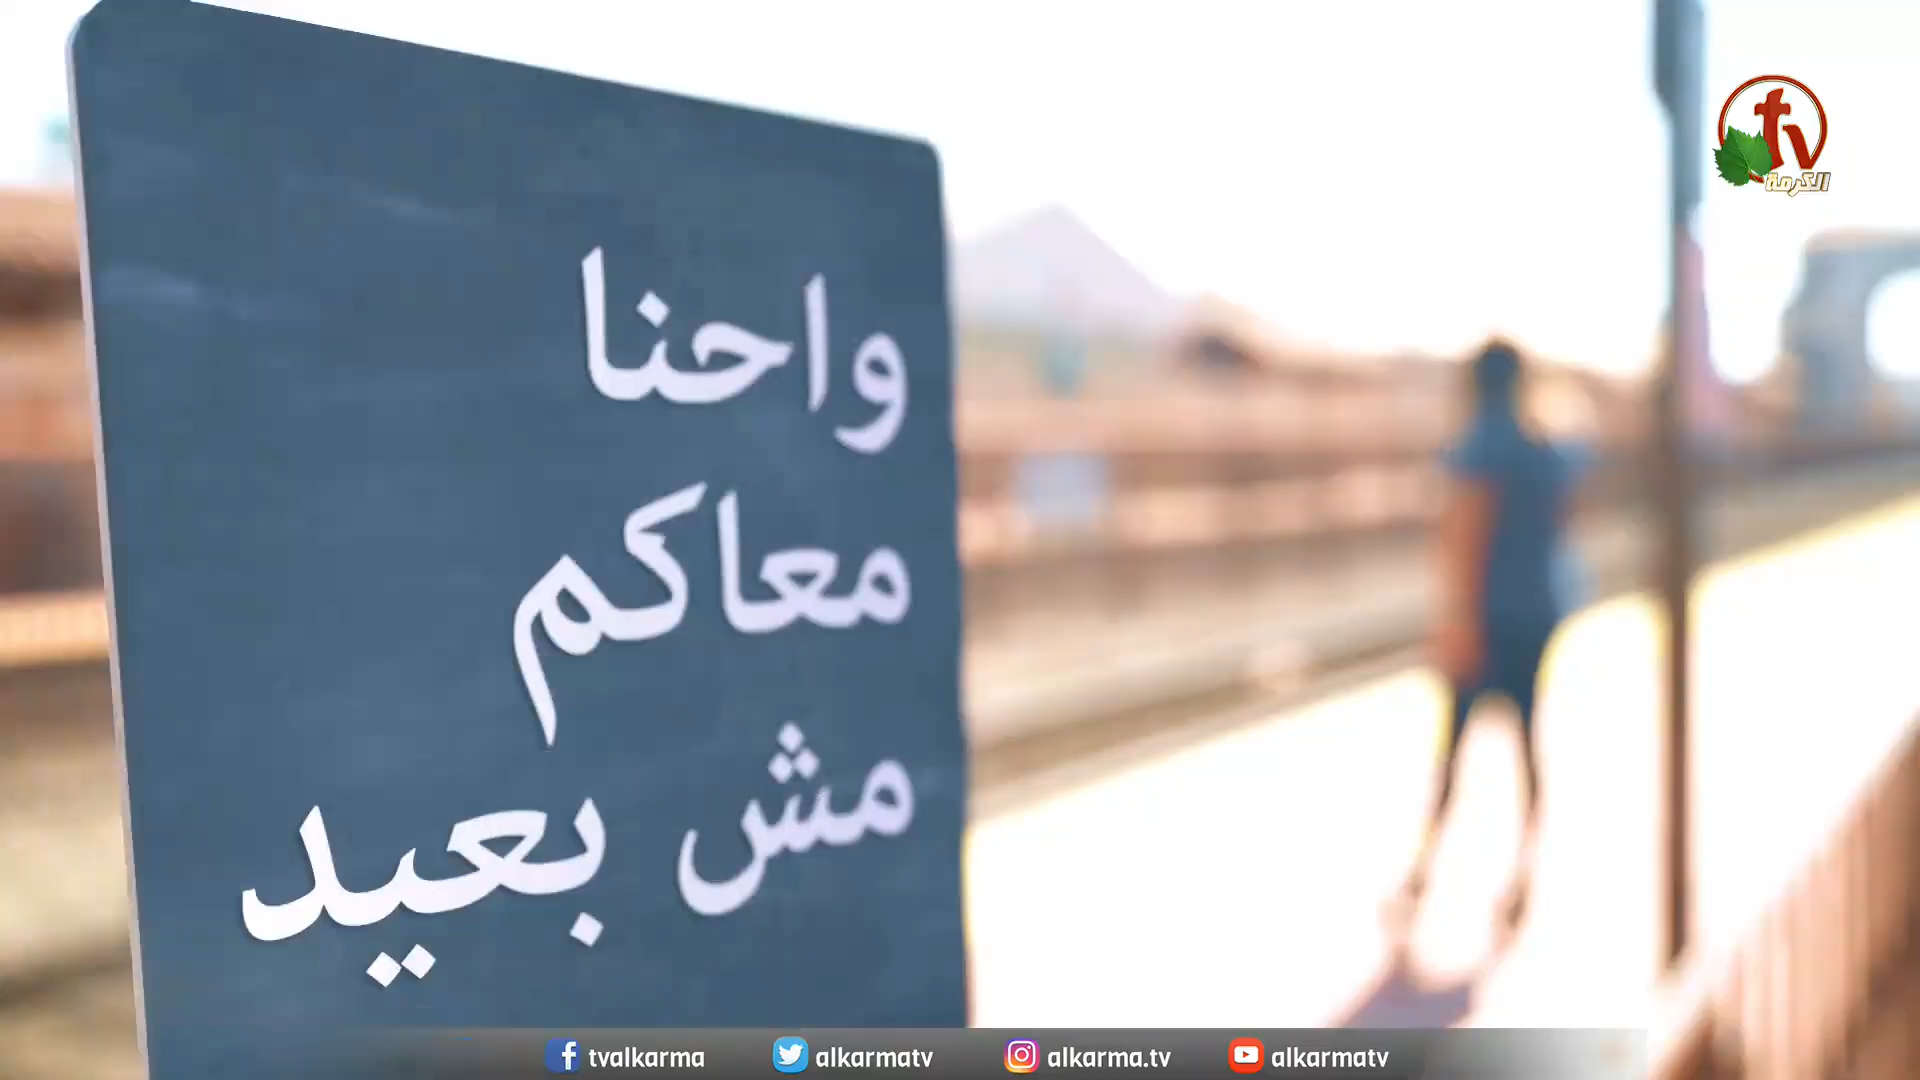 واحنا
معاكم
مش بعيد
tv
الكرمة
tvalkarma
alkarmatv
alkarma.tv
alkarmatv